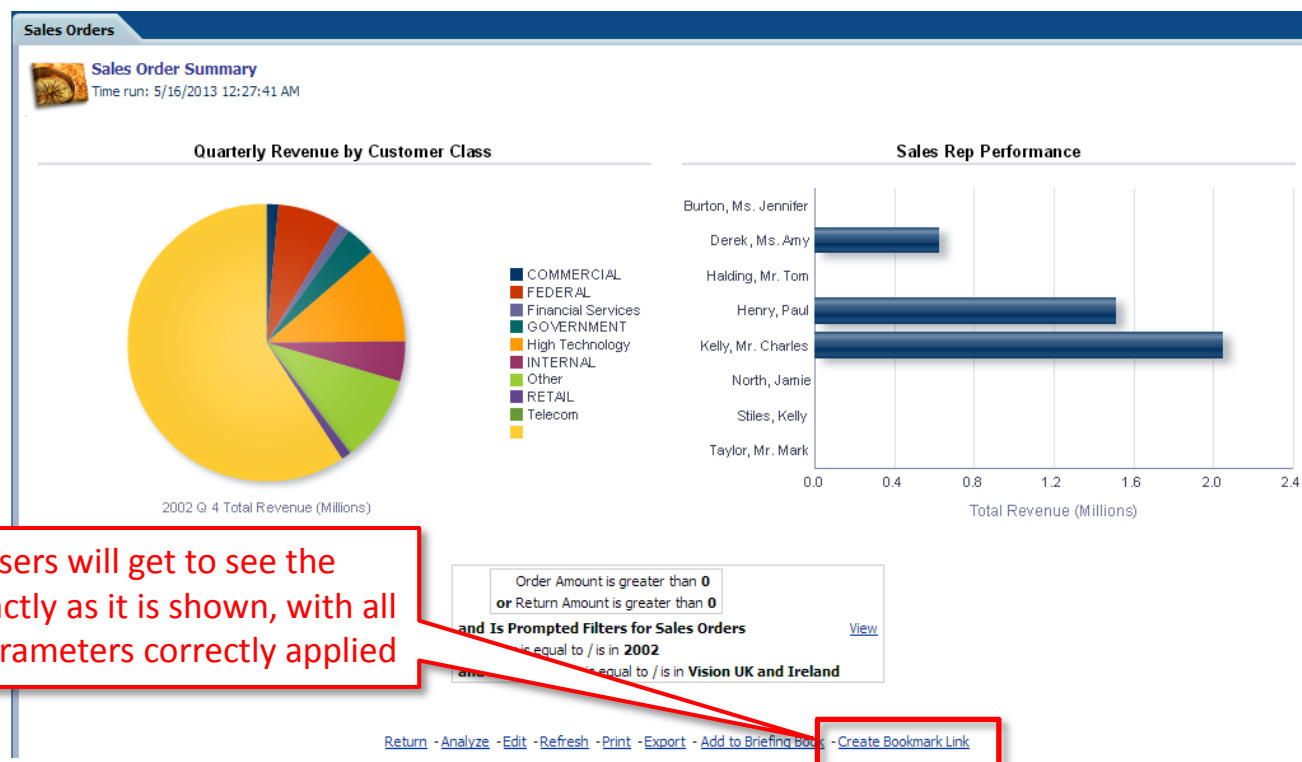 Sales Orders
Sales Order Summary
Time run: 5/16/2013 12:27:41 AM
Quarterly Revenue by Customer Class
COMMERCIAL
FEDERAL
Financial Services
GOVERNMENT
High Technology
INTERNAL
Other
RETAIL
Telecom
2002 Q 4 Total Revenue (Millions)
Sales Rep Performance
Burton, Ms. Jennifer
Derek, Ms. Amy
Halding, Mr. Tom
Henry, Paul
Kelly, Mr. Charles
North, Jamie
Stiles, Kelly
Taylor, Mr. Mark
0.0 0.4 0.8 1.2 1.6 2.0 2.4
Total Revenue (Millions)
sers will get to see the
actly as it is shown, with all
rameters correctly applied
Order Amount is greater than 0
or Return Amount is greater than 0
and Is Prompted Filters for Sales Orders View
is equal to / is in 2002
is equal to / is in Vision UK and Ireland
Return - Analyze - Edit - Refresh - Print - Export - Add to Briefing Book - Create Bookmark Link